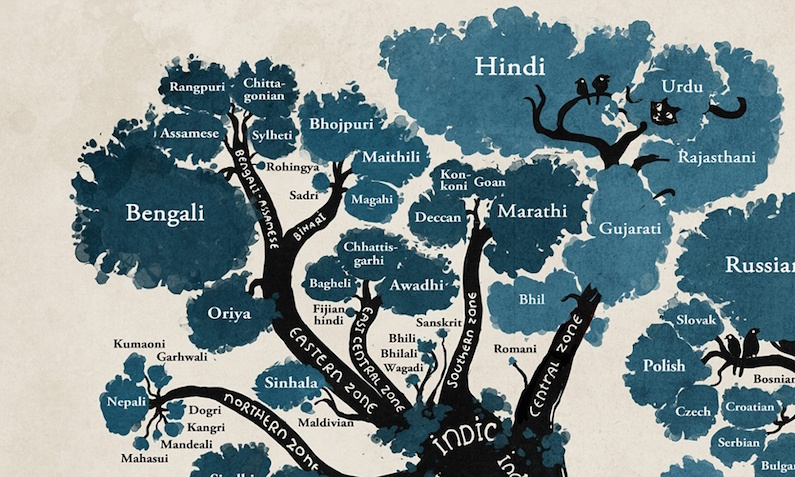 Hindi
Rangpuri
Chitta-
gonian
Urdu
Assamese
Sylheti
Bhojpuri
Maithili
Rajasthani
BENGALI-ASSAMESE
Rohingya
Sadri
BIHARI
Magahi
Kon-
koni
Goan
Deccan
Marathi
Bengali
Gujarati
Chhattis-
garhi
Bagheli
Awadhi
Russian
Oriya
Fijian
hindi
EAST CENTRAL ZONE
Sanskrit
SOUTHERN ZONE
Bhil
Slovak
Kumaoni
Garhwali
EASTERN ZONE
Bhili
Bhilali
Wagadi
Romani
CENTRAL ZONE
Polish
Sinhala
Maldivian
Bosnian
Nepali
Dogri
Kangri
Mandeali
Mahasui
NORTHERN ZONE
INDIC
Czech
Croatian
Serbian